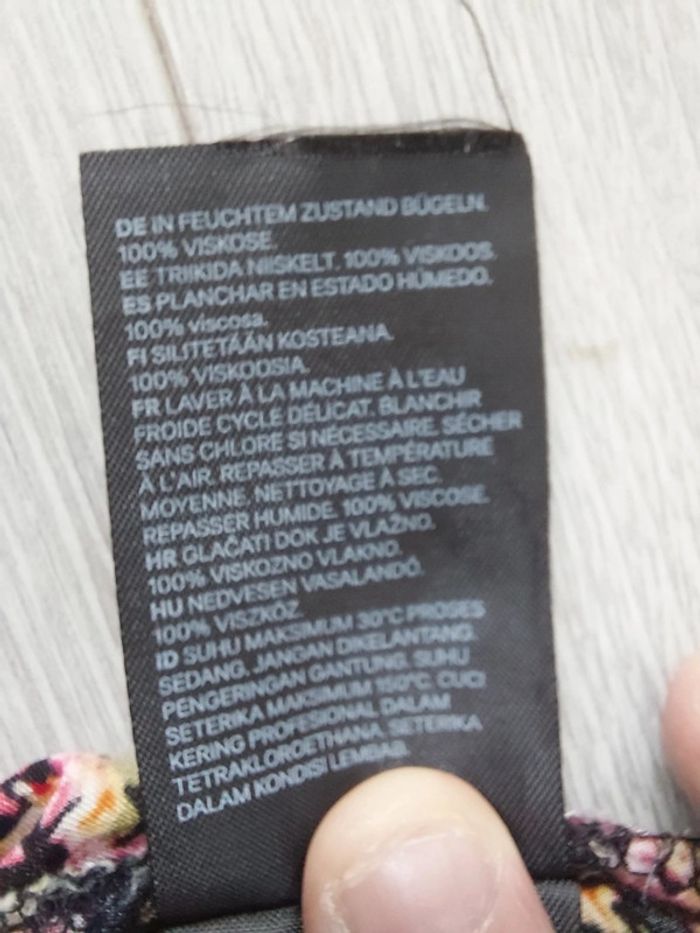 DE IN FEUCHTEM ZUSTAND BÜGELN.
100% VISKOSE.
EE TRIIKIDA NIISKELT. 100% VISKOOS.
ES PLANCHAR EN ESTADO HÚMEDO.
100% viscosa.
FI SILITETÄÄN KOSTEANA.
100% VISKOOSIA.
FR LAVER À LA MACHINE À L'EAU
FROIDE CYCLE DÉLICAT. BLANCHIR
SANS CHLORE SI NÉCESSAIRE. SÉCHER
À L'AIR. REPASSER À TEMPÉRATURE
MOYENNE. NETTOYAGE À SEC.
REPASSER HUMIDE. 100% VISCOSE.
HR GLAČATI DOK JE VLAŽNO.
100% VISKOZNO VLAKNO.
HU NEDVESEN VASALANDÓ.
100% VISZKÓZ
ID SUHU MAKSIMUM 30°C PROSES
SEDANG. JANGAN DIKELANTANG.
PENGERINGAN GANTUNG. SUHU
SETERIKA MAKSIMUM 150°C. CUCI
KERING PROFESIONAL DALAM
TETRAKLOROETHANA. SETERIKA
DALAM KONDISI LEMBAB.